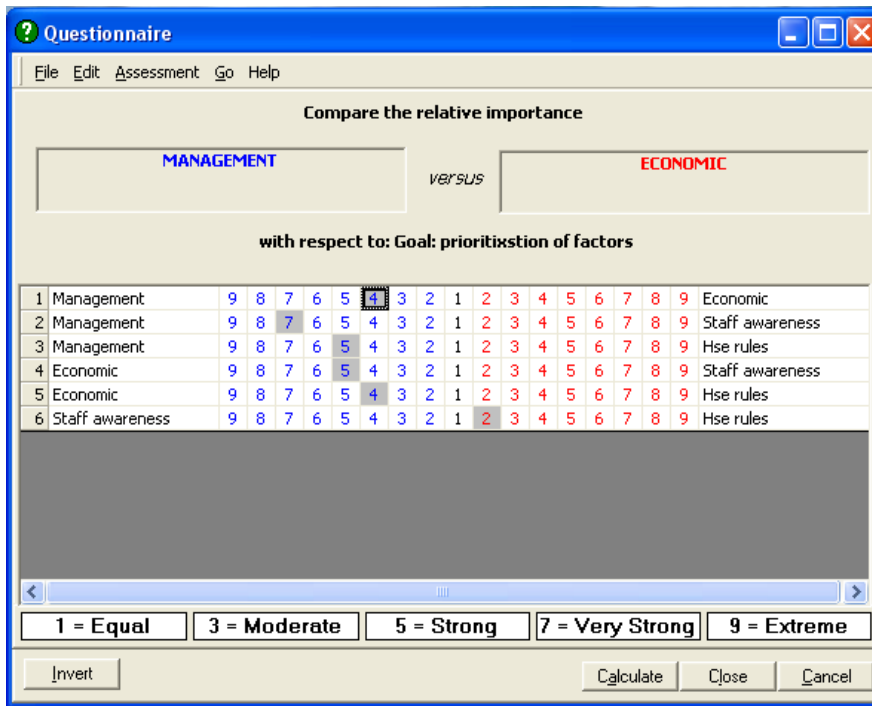 Questionnaire
File Edit Assessment Go Help
Compare the relative importance
MANAGEMENT versus ECONOMIC
with respect to: Goal: prioritixstion of factors
1 Management 9 8 7 6 5 4 3 2 1 2 3 4 5 6 7 8 9 Economic
2 Management 9 8 7 6 5 4 3 2 1 2 3 4 5 6 7 8 9 Staff awareness
3 Management 9 8 7 6 5 4 3 2 1 2 3 4 5 6 7 8 9 Hse rules
4 Economic 9 8 7 6 5 4 3 2 1 2 3 4 5 6 7 8 9 Staff awareness
5 Economic 9 8 7 6 5 4 3 2 1 2 3 4 5 6 7 8 9 Hse rules
6 Staff awareness 9 8 7 6 5 4 3 2 1 2 3 4 5 6 7 8 9 Hse rules
1 = Equal 3 = Moderate 5 = Strong 7 = Very Strong 9 = Extreme
Invert Calculate Close Cancel